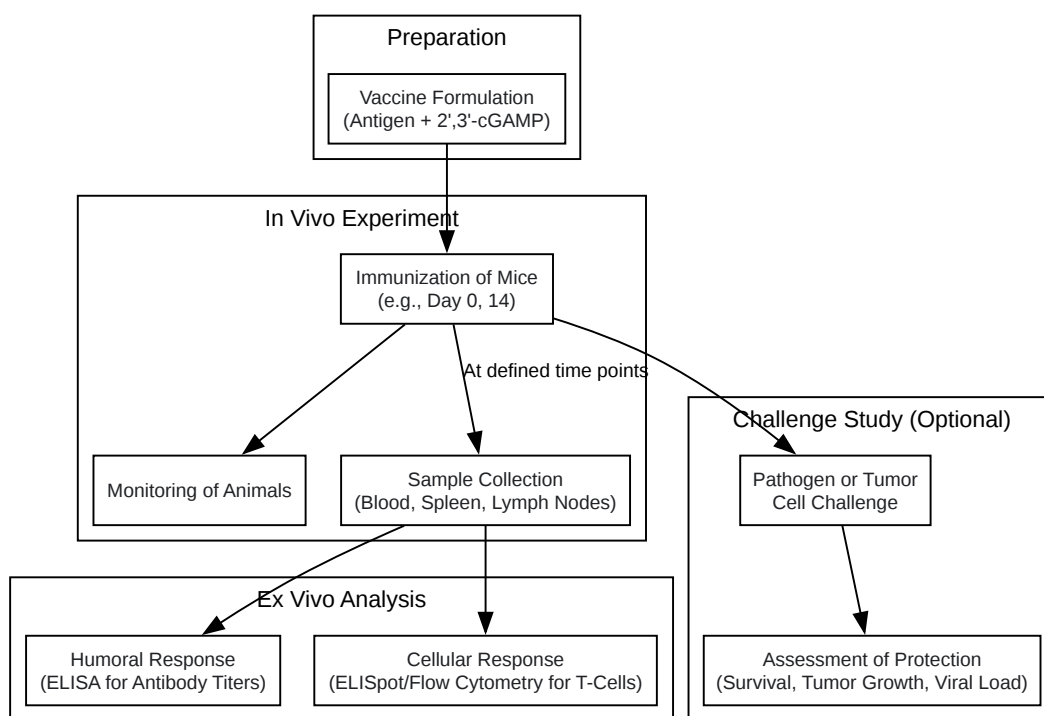 Preparation
Vaccine Formulation
(Antigen + 2',3'-cGAMP)
In Vivo Experiment
Immunization of Mice
(e.g., Day 0, 14)
At defined time points
Monitoring of Animals
Sample Collection
(Blood, Spleen, Lymph Nodes)
Challenge Study (Optional)
Pathogen or Tumor
Cell Challenge
Ex Vivo Analysis
Humoral Response
(ELISA for Antibody Titers)
Cellular Response
(ELISpot/Flow Cytometry for T-Cells)
Assessment of Protection
(Survival, Tumor Growth, Viral Load)